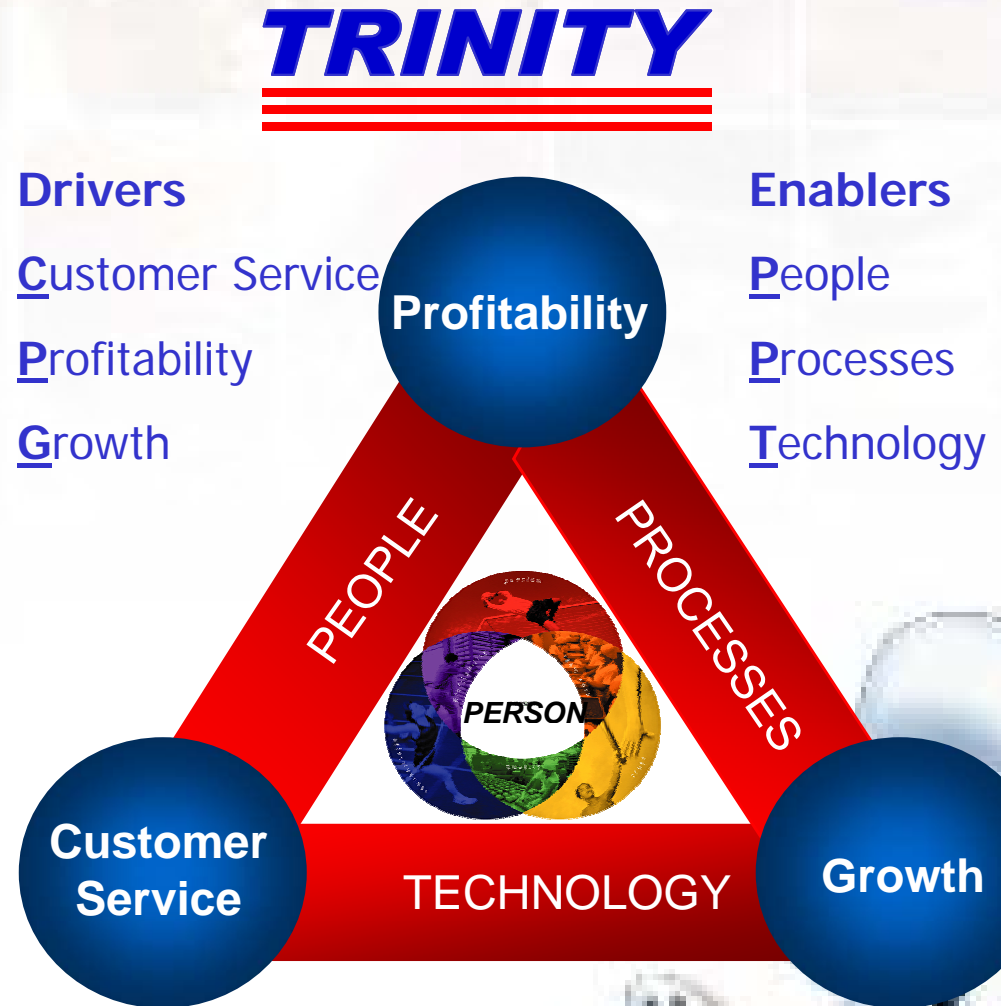 TRINITY
Drivers
Customer Service
Profitability
Growth
Enablers
People
Processes
Technology
Profitability
PEOPLE
PROCESSES
PERSON
Customer
Service
TECHNOLOGY
Growth